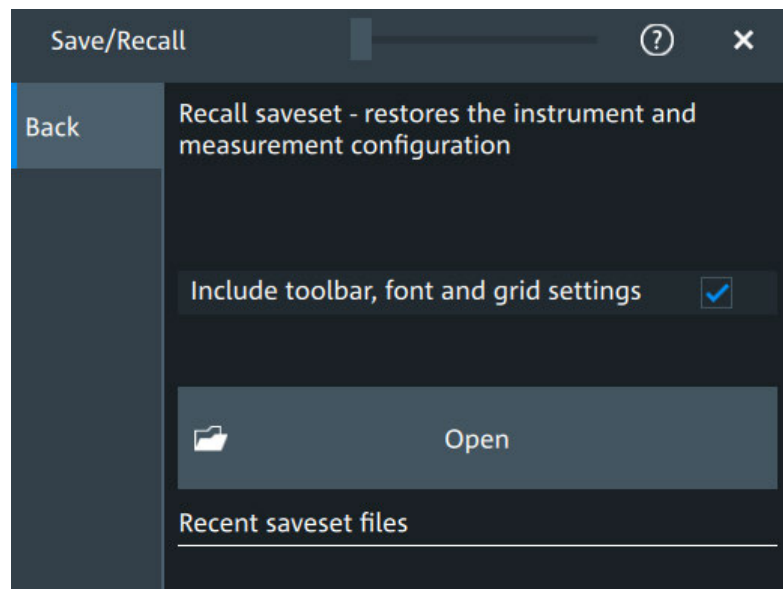 Save/Recall
?
Back
Recall saveset - restores the instrument and
measurement configuration
Include toolbar, font and grid settings
Open
Recent saveset files